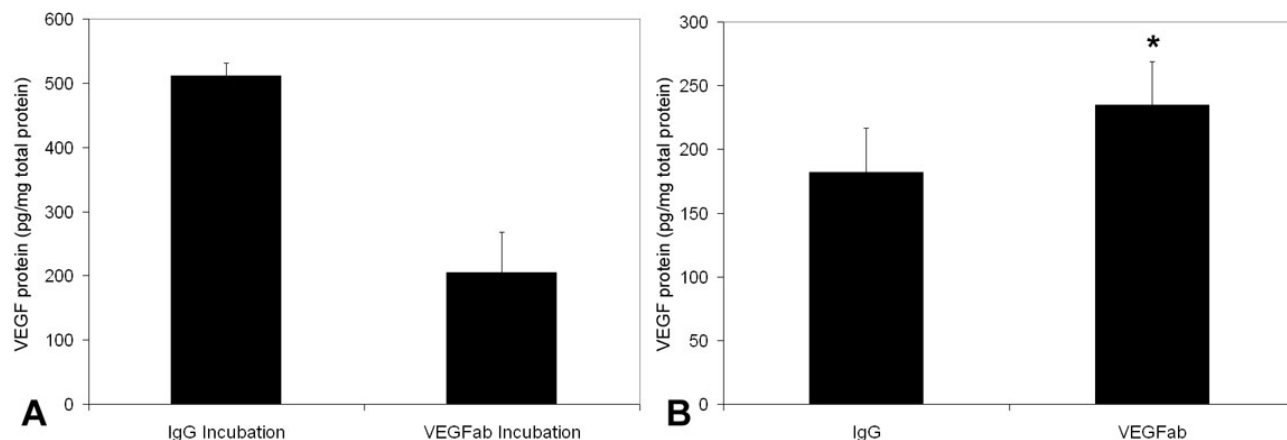 VEGF protein (pg/mg total protein)
600
500
400
300
200
100
0
IgG Incubation
VEGFab Incubation
A
VEGF protein (pg/mg total protein)
300
250
200
150
100
50
0
*
IgG
VEGFab
B